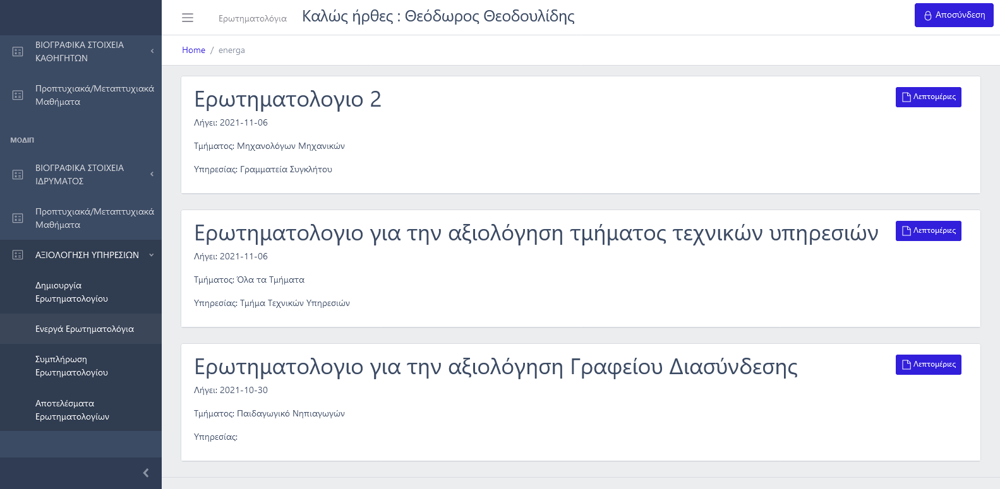 Ερωτηματολόγια
Καλώς ήρθες : Θεόδωρος Θεοδουλίδης
Αποσύνδεση
Home / energa
ΒΙΟΓΡΑΦΙΚΑ ΣΤΟΙΧΕΙΑ
ΚΑΘΗΓΗΤΩΝ
Προπτυχιακά/Μεταπτυχιακά
Μαθήματα
ΜΟΔΙΠ
ΒΙΟΓΡΑΦΙΚΑ ΣΤΟΙΧΕΙΑ
ΙΔΡΥΜΑΤΟΣ
Προπτυχιακά/Μεταπτυχιακά
Μαθήματα
ΑΞΙΟΛΟΓΗΣΗ ΥΠΗΡΕΣΙΩΝ
Δημιουργία
Ερωτηματολογίου
Ενεργά Ερωτηματολόγια
Συμπλήρωση
Ερωτηματολογίου
Αποτελέσματα
Ερωτηματολογίων
Ερωτηματολογιο 2
Λεπτομέριες
Λήγει: 2021-11-06
Τμήματος: Μηχανολόγων Μηχανικών
Υπηρεσίας: Γραμματεία Συγκλήτου
Ερωτηματολογιο για την αξιολόγηση τμήματος τεχνικών υπηρεσιών
Λεπτομέριες
Λήγει: 2021-11-06
Τμήματος: Όλα τα Τμήματα
Υπηρεσίας: Τμήμα Τεχνικών Υπηρεσιών
Ερωτηματολογιο για την αξιολόγηση Γραφείου Διασύνδεσης
Λεπτομέριες
Λήγει: 2021-10-30
Τμήματος: Παιδαγωγικό Νηπιαγωγών
Υπηρεσίας: